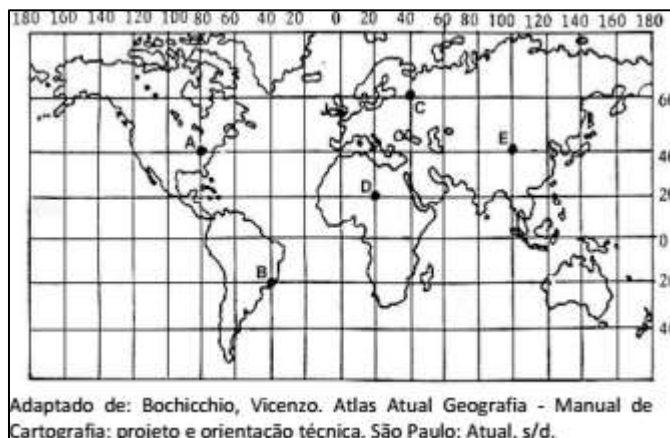 180 160 140 120 100 80 60 40 20 0 20 40 60 80 100 120 140 160 180
60
C
A
E
40
D
20
0
B
20
40
Adaptado de: Bochicchio, Vicenzo. Atlas Atual Geografia - Manual de
Cartografia: projeto e orientação técnica. São Paulo: Atual, s/d.